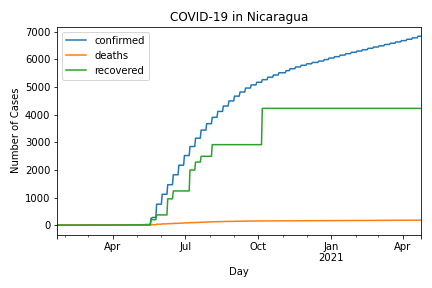 COVID-19 in Nicaragua
confirmed
deaths
recovered
Number of Cases
7000
6000
5000
4000
3000
2000
1000
0
Apr Jul Oct Jan Apr
2021
Day